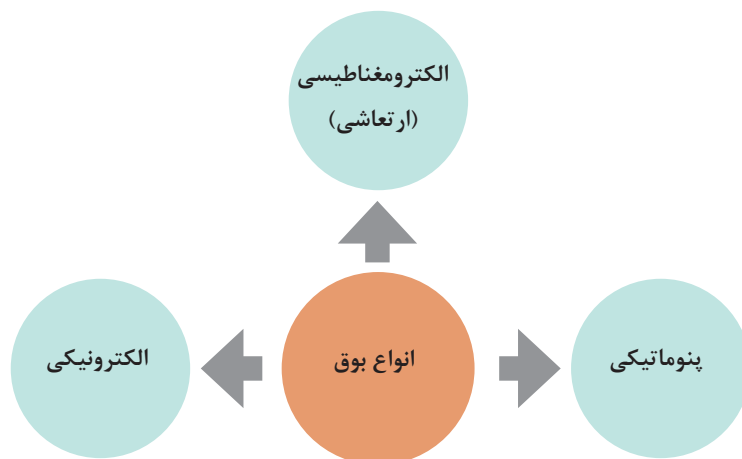 الکترومغناطیسی
(ارتعاشی)
پنوماتیکی
انواع بوق
الکترونیکی